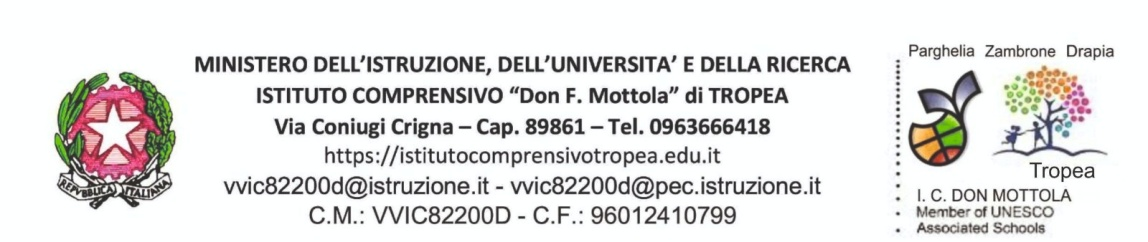 MINISTERO DELL'ISTRUZIONE, DELL'UNIVERSITA' E DELLA RICERCA
ISTITUTO COMPRENSIVO “Don F. Mottola” di TROPEA
Via Coniugi Crigna – Cap. 89861 – Tel. 0963666418
https://istitutocomprensivotropea.edu.it
vvic82200d@istruzione.it - vvic82200d@pec.istruzione.it
C.M.: VVIC82200D - C.F.: 96012410799
REPVBBLICA ITALIANA
Parghelia Zambrone Drapia
Tropea
I. C. DON MOTTOLA
Member of UNESCO
Associated Schools